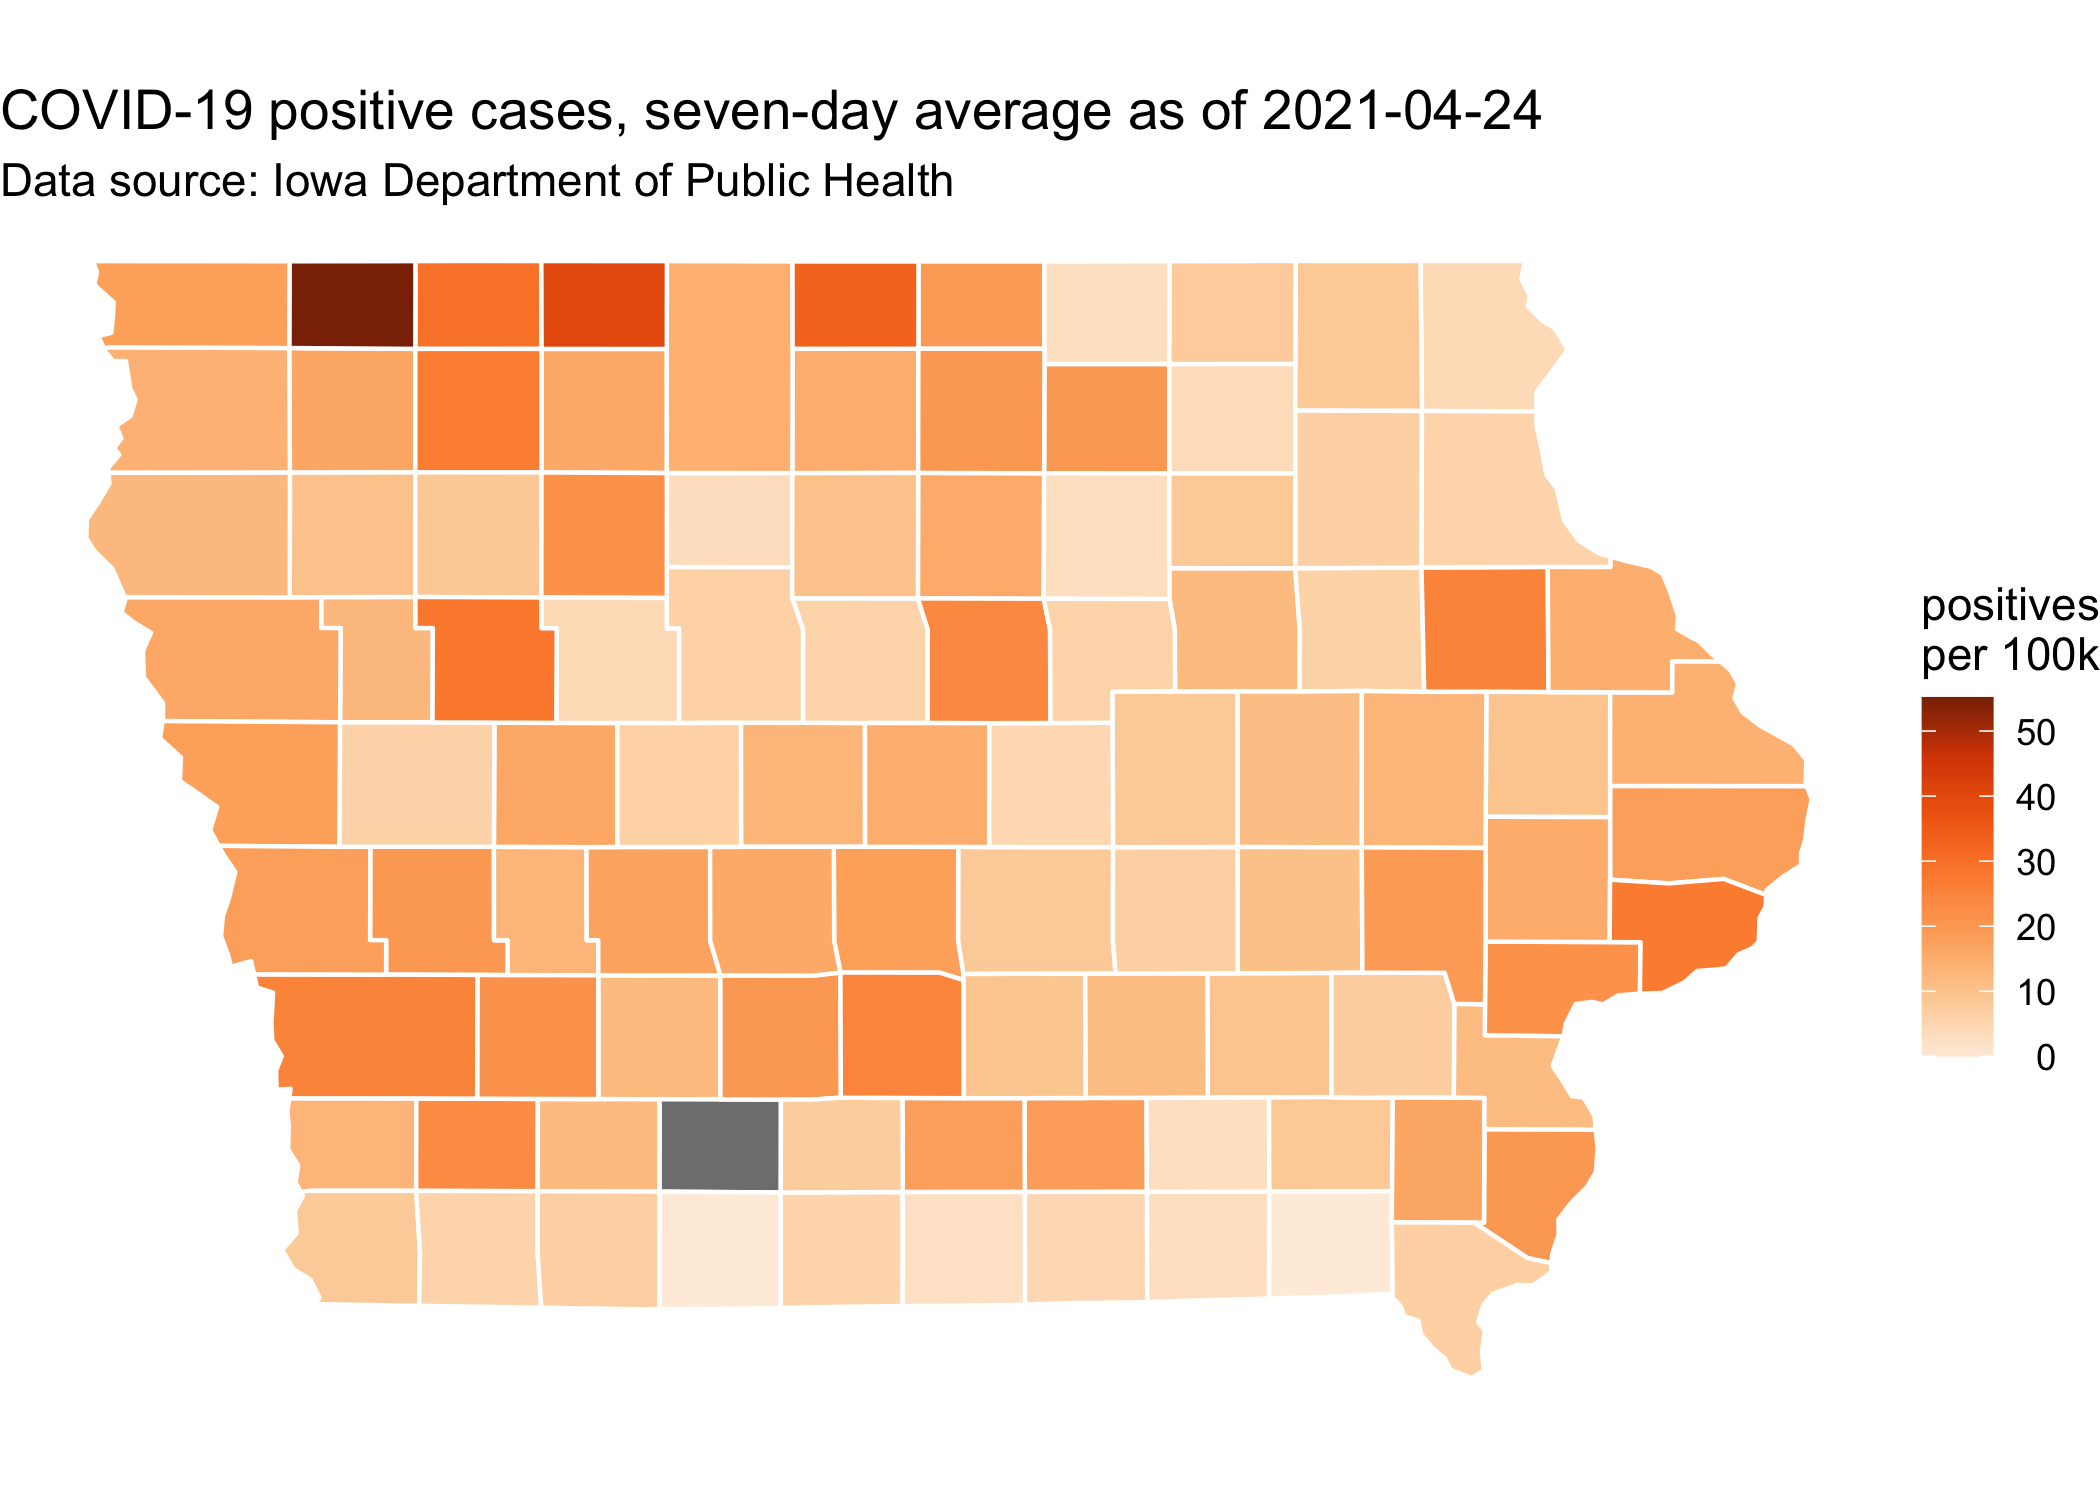 COVID-19 positive cases, seven-day average as of 2021-04-24
Data source: Iowa Department of Public Health
positives
per 100k
50
40
30
20
10
0